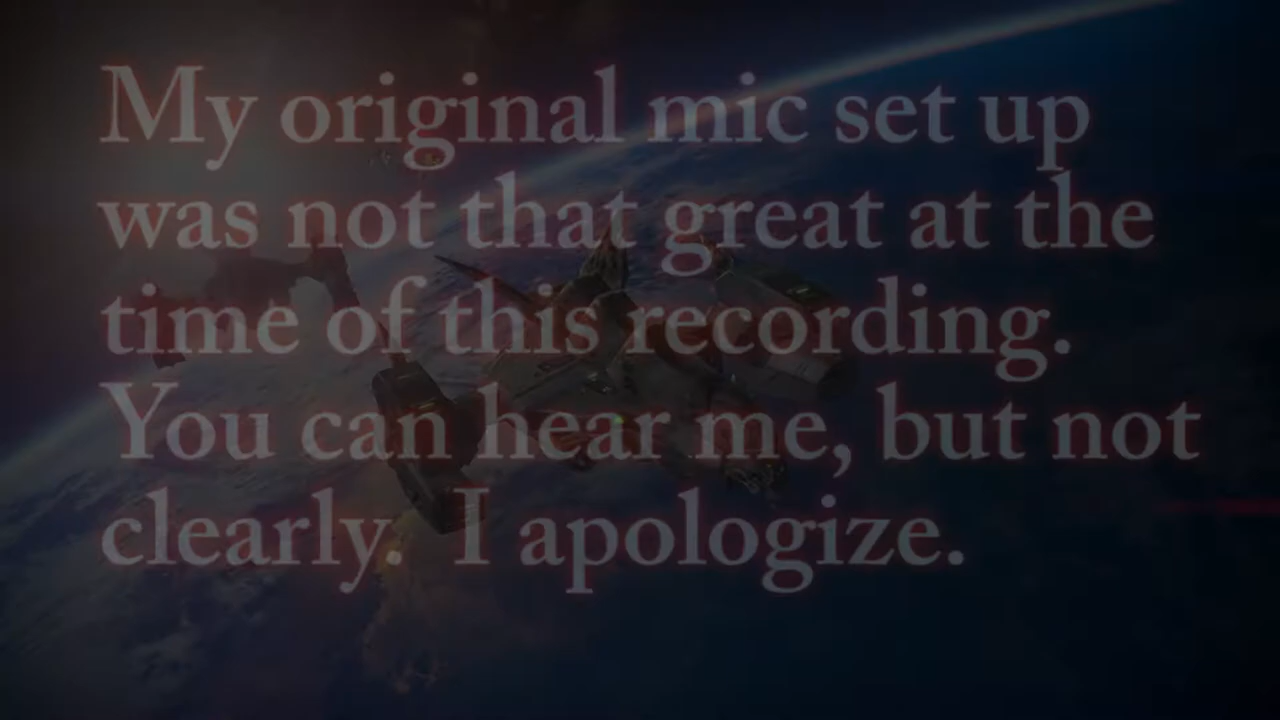 My original mic set up
was not that great at the
time of this recording.
You can hear me, but not
clearly.  I apologize.